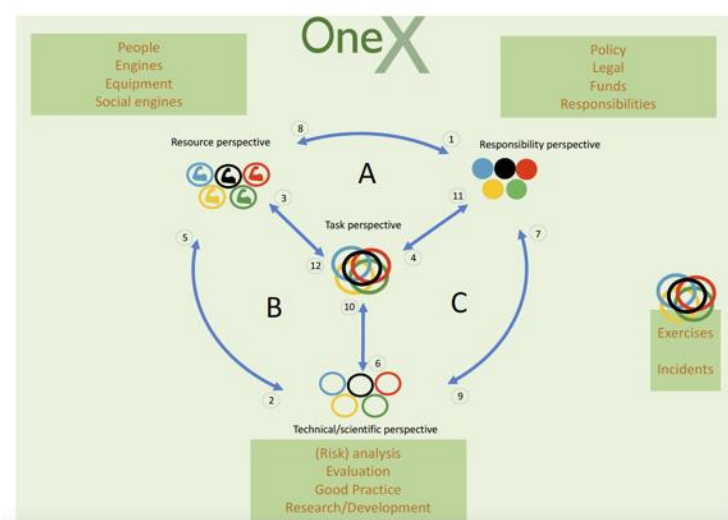 OneX
People
Engines
Equipment
Social engines
Policy
Legal
Funds
Responsibilities
8
1
Resource perspective
Responsibility perspective
A
3
11
Task perspective
5
7
12
4
B
C
10
6
2
9
Technical/scientific perspective
(Risk) analysis
Evaluation
Good Practice
Research/Development
Exercises
Incidents